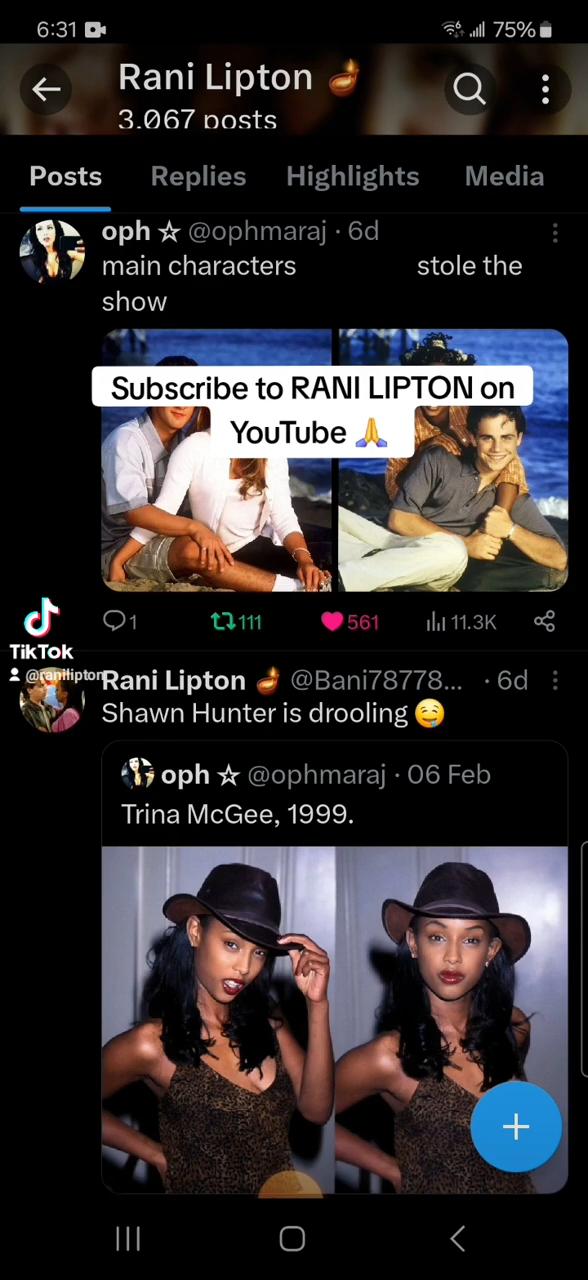 6:31
75%
Rani Lipton 🪔
3.067 posts
Posts Replies Highlights Media
oph ☆ @ophmaraj · 6d
main characters stole the
show
Subscribe to RANI LIPTON on
YouTube 🙏
1 111 561 11.3K
TikTok
@ranilipton
Rani Lipton 🪔 @Bani78778... · 6d
Shawn Hunter is drooling 🤤
oph ☆ @ophmaraj · 06 Feb
Trina McGee, 1999.